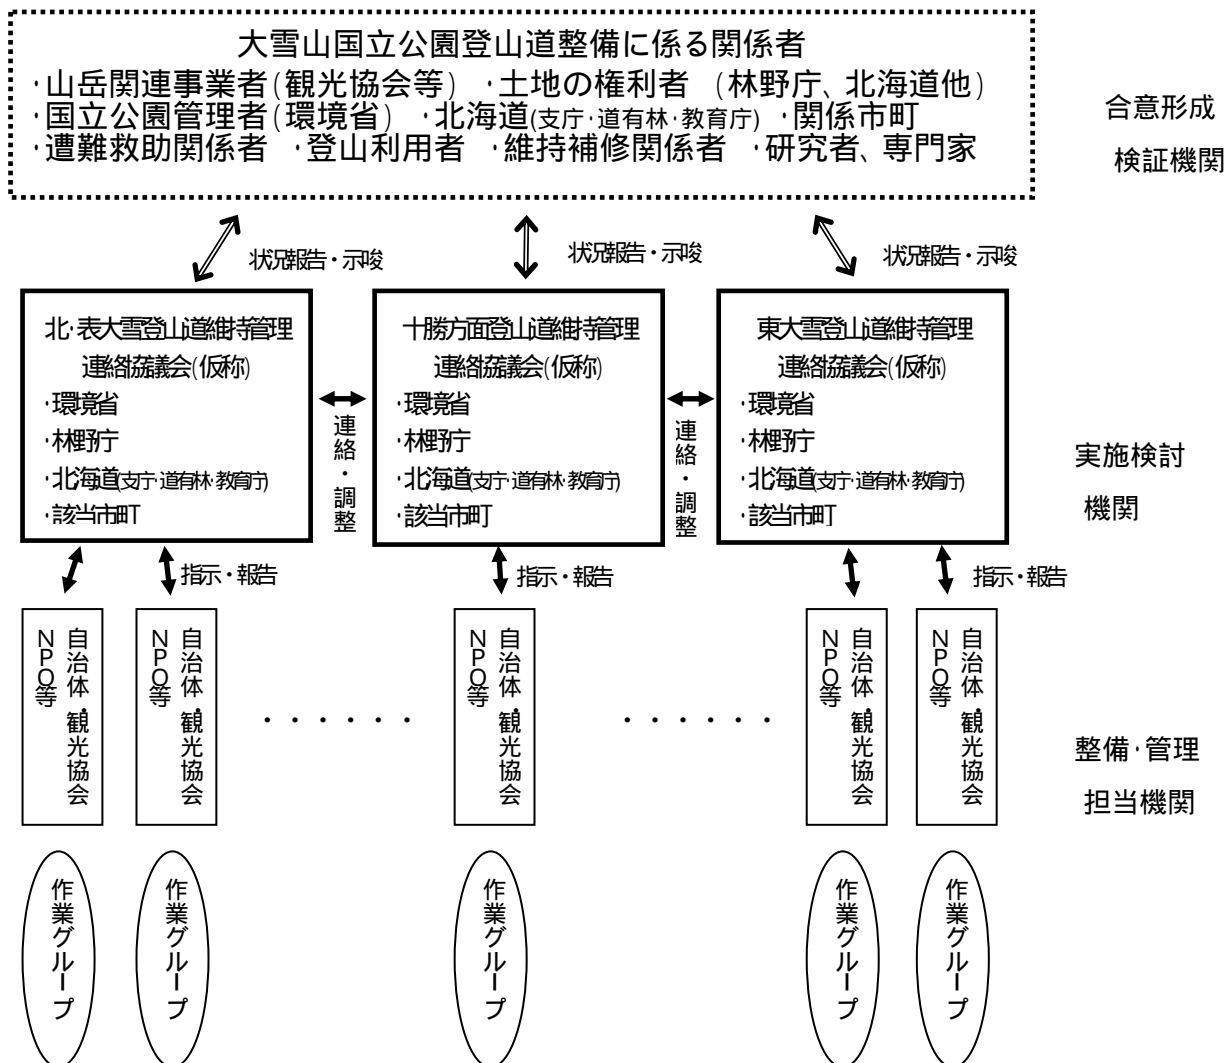 大雪山国立公園登山道整備に係る関係者
・山岳関連事業者(観光協会等) ・土地の権利者 (林野庁、北海道他)
・国立公園管理者(環境省) ・北海道(支庁・道有林・教育庁) ・関係市町
・遭難救助関係者 ・登山利用者 ・維持補修関係者 ・研究者、専門家
合意形成
検証機関
状況報告・示唆
状況報告・示唆
状況報告・示唆
北・表大雪登山道維持管理
連絡協議会(仮称)
・環境省
・林野庁
・北海道(支庁・道有林・教育庁)
・該当市町
連絡・調整
十勝方面登山道維持管理
連絡協議会(仮称)
・環境省
・林野庁
・北海道(支庁・道有林・教育庁)
・該当市町
連絡・調整
東大雪登山道維持管理
連絡協議会(仮称)
・環境省
・林野庁
・北海道(支庁・道有林・教育庁)
・該当市町
実施検討
機関
指示・報告
指示・報告
指示・報告
自治体・観光協会
NPO等
自治体・観光協会
NPO等
・・・・・・
自治体・観光協会
NPO等
・・・・・・
自治体・観光協会
NPO等
自治体・観光協会
NPO等
整備・管理
担当機関
作業グループ
作業グループ
作業グループ
作業グループ
作業グループ